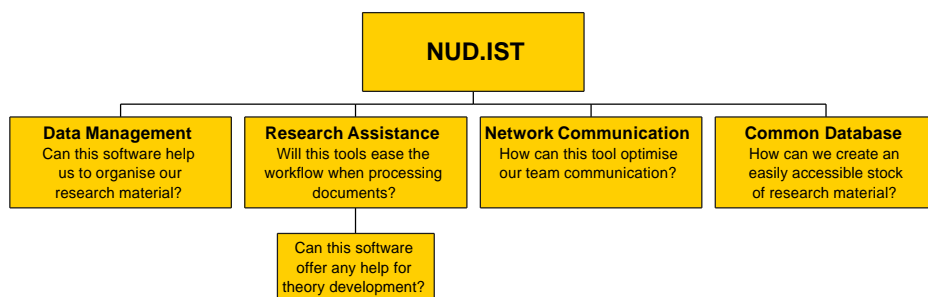 NUD.IST
Data Management
Can this software help
us to organise our
research material?
Research Assistance
Will this tools ease the
workflow when processing
documents?
Network Communication
How can this tool optimise
our team communication?
Common Database
How can we create an
easily accessible stock
of research material?
Can this software
offer any help for
theory development?